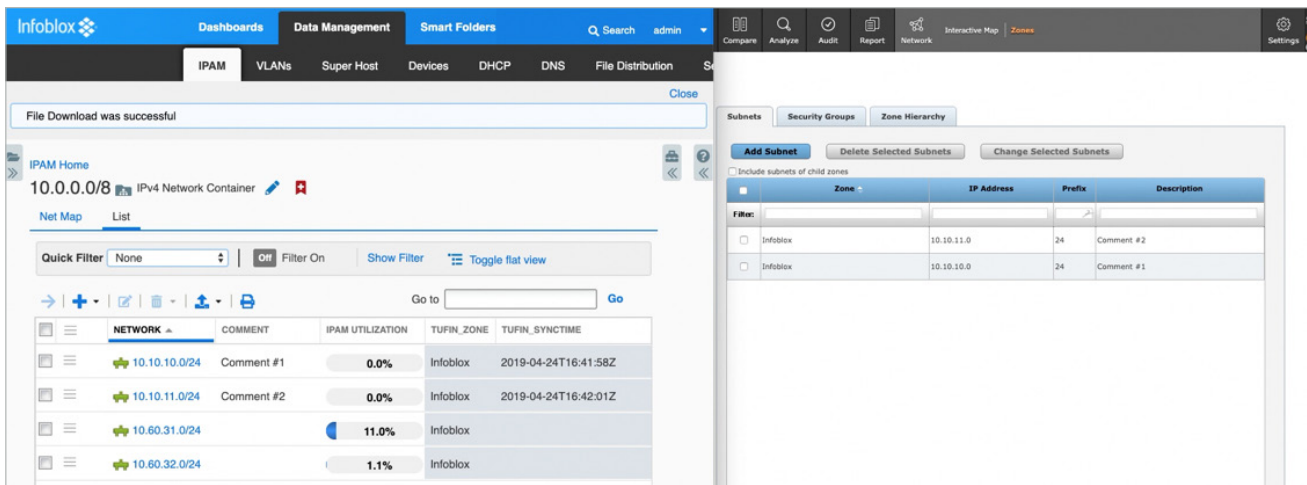 Infoblox
Dashboards Data Management Smart Folders Search admin
IPAM VLANs Super Host Devices DHCP DNS File Distribution
Close
File Download was successful
IPAM Home
10.0.0.0/8 IPv4 Network Container
Net Map List
Quick Filter None Off Filter On Show Filter Toggle flat view
Go to Go
NETWORK COMMENT IPAM UTILIZATION TUFIN_ZONE TUFIN_SYNCTIME
10.10.10.0/24 Comment #1 0.0% Infoblox 2019-04-24T16:41:58Z
10.10.11.0/24 Comment #2 0.0% Infoblox 2019-04-24T16:42:01Z
10.60.31.0/24 11.0% Infoblox
10.60.32.0/24 1.1% Infoblox
Compare Analyze Audit Report Network Interactive Map Zones Settings
Subnets Security Groups Zone Hierarchy
Add Subnet Delete Selected Subnets Change Selected Subnets
Include subnets of child zones
Zone IP Address Prefix Description
Filter:
Infoblox 10.10.11.0 24 Comment #2
Infoblox 10.10.10.0 24 Comment #1